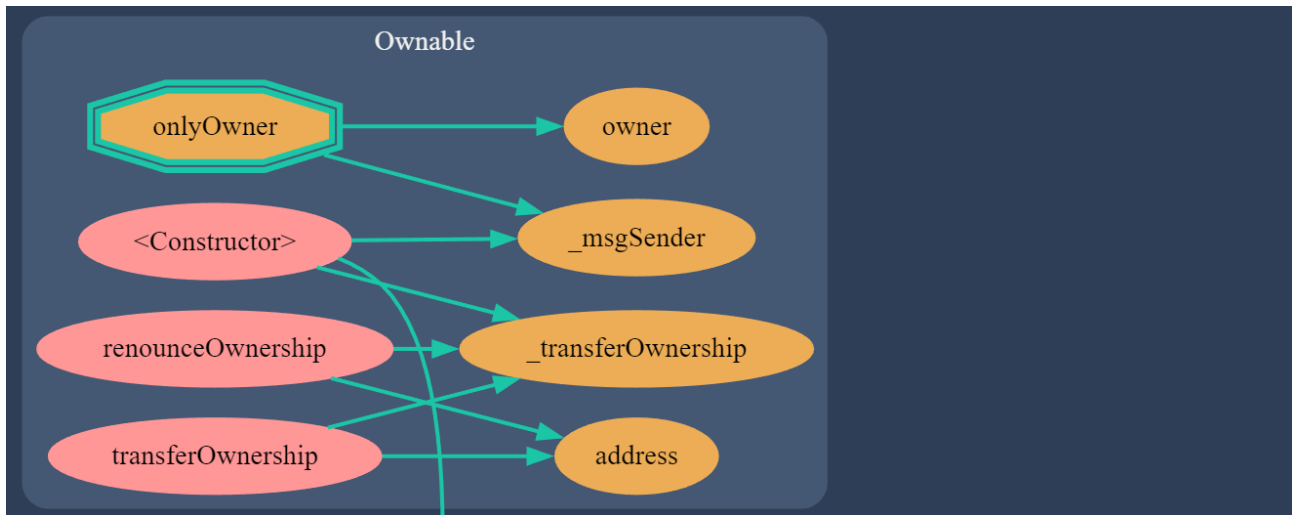 Ownable
onlyOwner
owner
<Constructor>
_msgSender
renounceOwnership
_transferOwnership
transferOwnership
address